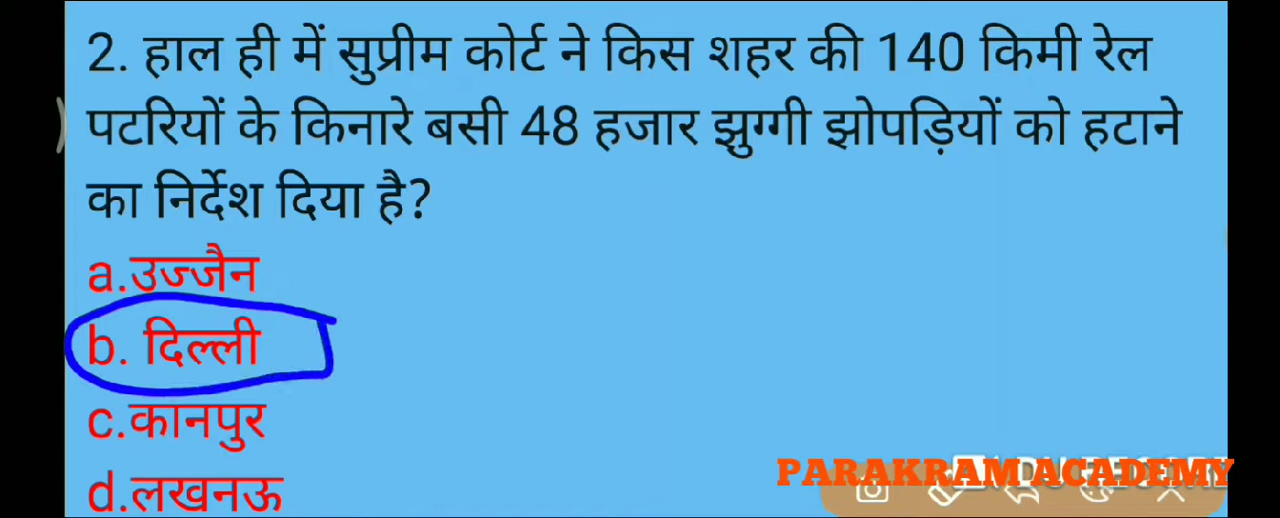 2. हाल ही में सुप्रीम कोर्ट ने किस शहर की 140 किमी रेल
पटरियों के किनारे बसी 48 हजार झुग्गी झोपड़ियों को हटाने
का निर्देश दिया है?
a.उज्जैन
b. दिल्ली
c.कानपुर
d.लखनऊ
PARAKRAM ACADEMY